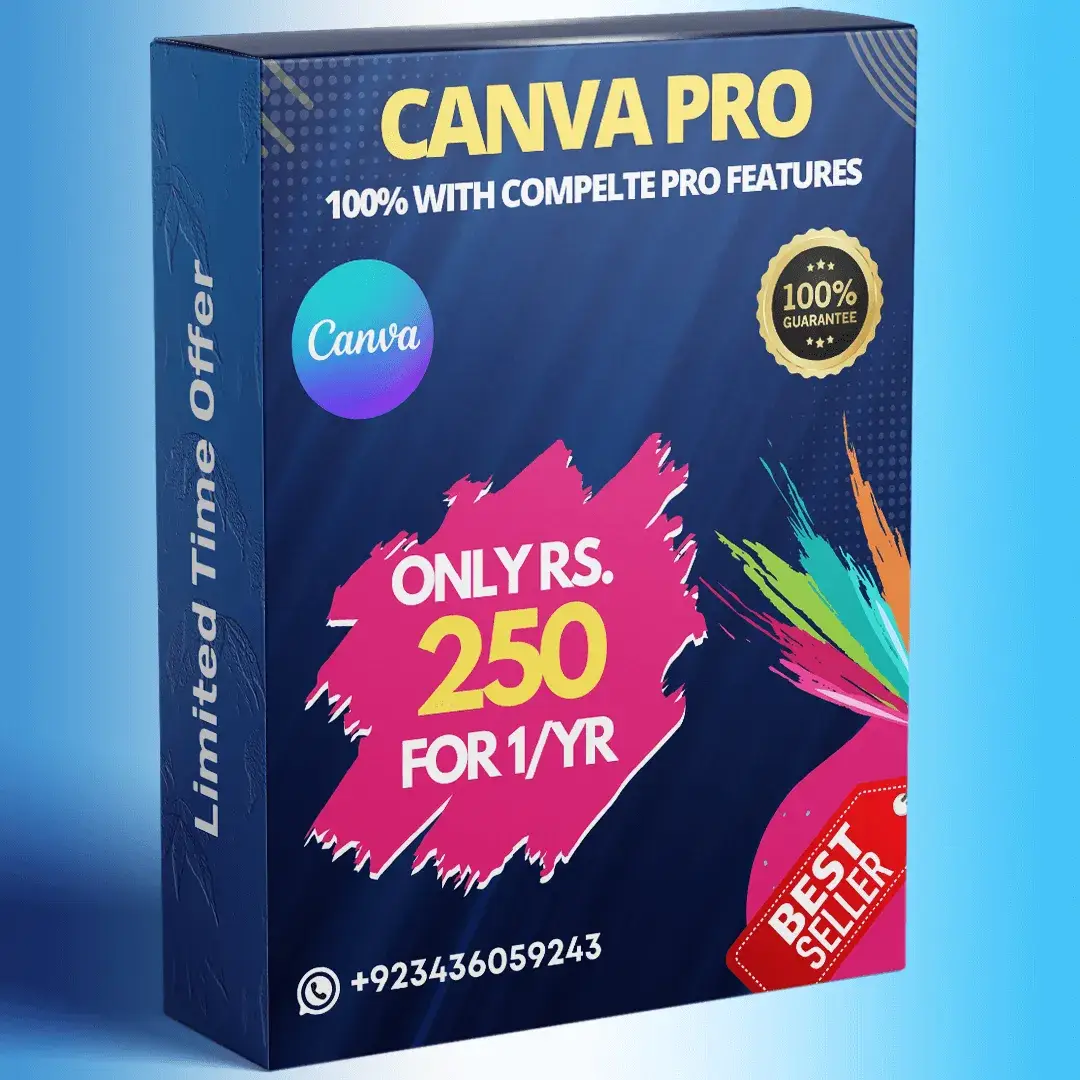 CANVA PRO
100% WITH COMPELTE PRO FEATURES
Canva
100%
GUARANTEE
Limited Time Offer
ONLY RS.
250
FOR 1/YR
BEST
SELLER
+923436059243